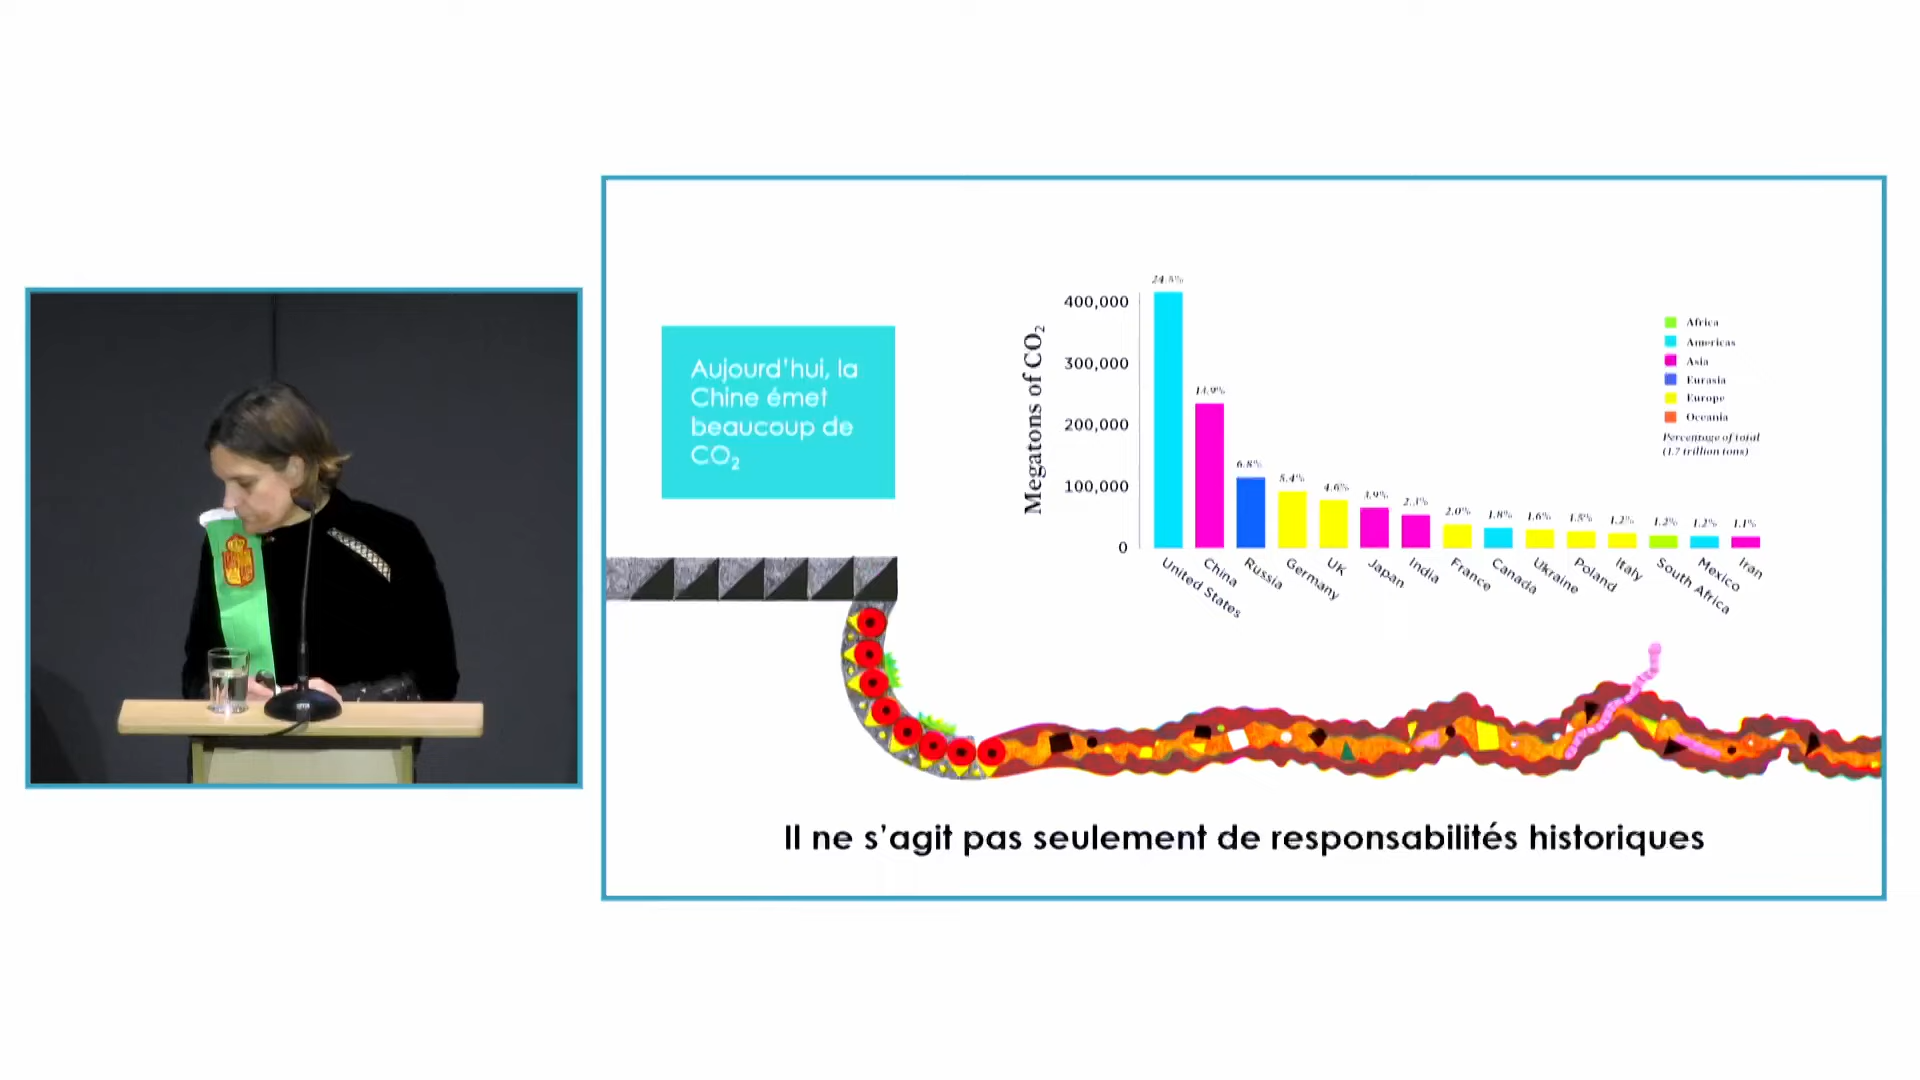 Aujourd'hui, la
Chine émet
beaucoup de
CO₂
Megatons of CO₂
400,000
300,000
200,000
100,000
0
24.5%
13.9%
6.8%
5.4%
4.6%
3.9%
2.3%
2.0%
1.8%
1.6%
1.5%
1.2%
1.2%
1.2%
1.1%
United States
China
Russia
Germany
UK
Japan
India
France
Canada
Ukraine
Poland
Italy
South Africa
Mexico
Iran
Africa
Americas
Asia
Eurasia
Europe
Oceania
Percentage of total
(1.7 trillion tons)
Il ne s'agit pas seulement de responsabilités historiques